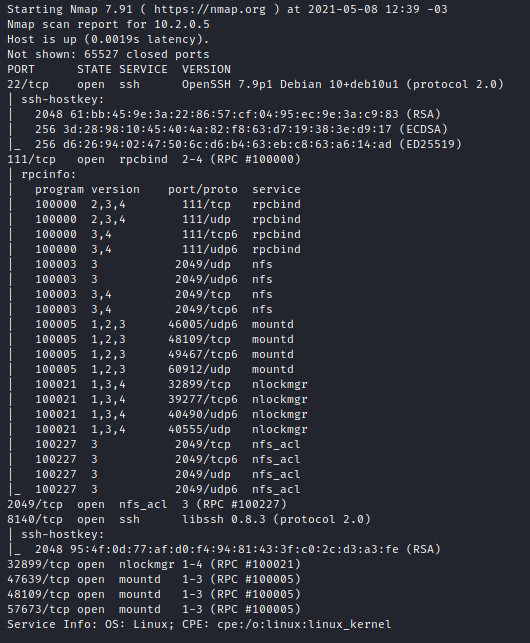 Starting Nmap 7.91 ( https://nmap.org ) at 2021-05-08 12:39 -03
Nmap scan report for 10.2.0.5
Host is up (0.0019s latency).
Not shown: 65527 closed ports
PORT      STATE SERVICE  VERSION
22/tcp    open  ssh      OpenSSH 7.9p1 Debian 10+deb10u1 (protocol 2.0)
| ssh-hostkey:
|   2048 61:bb:45:9e:3a:22:86:57:cf:04:95:ec:9e:3a:c9:83 (RSA)
|   256 3d:28:98:10:45:40:4a:82:f8:63:d7:19:38:3e:d9:17 (ECDSA)
|_  256 d6:26:94:02:47:50:6c:d6:b4:63:eb:c8:63:a6:14:ad (ED25519)
111/tcp   open  rpcbind  2-4 (RPC #100000)
| rpcinfo:
|   program version    port/proto  service
|   100000  2,3,4        111/tcp   rpcbind
|   100000  2,3,4        111/udp   rpcbind
|   100000  3,4          111/tcp6  rpcbind
|   100000  3,4          111/udp6  rpcbind
|   100003  3           2049/udp   nfs
|   100003  3           2049/udp6  nfs
|   100003  3,4         2049/tcp   nfs
|   100003  3,4         2049/tcp6  nfs
|   100005  1,2,3      46005/udp6  mountd
|   100005  1,2,3      48109/tcp   mountd
|   100005  1,2,3      49467/tcp6  mountd
|   100005  1,2,3      60912/udp   mountd
|   100021  1,3,4      32899/tcp   nlockmgr
|   100021  1,3,4      39277/tcp6  nlockmgr
|   100021  1,3,4      40490/udp6  nlockmgr
|   100021  1,3,4      40555/udp   nlockmgr
|   100227  3           2049/tcp   nfs_acl
|   100227  3           2049/tcp6  nfs_acl
|   100227  3           2049/udp   nfs_acl
|_  100227  3           2049/udp6  nfs_acl
2049/tcp  open  nfs_acl  3 (RPC #100227)
8140/tcp  open  ssh      libssh 0.8.3 (protocol 2.0)
| ssh-hostkey:
|_  2048 95:4f:0d:77:af:d0:f4:94:81:43:3f:c0:2c:d3:a3:fe (RSA)
32899/tcp open  nlockmgr 1-4 (RPC #100021)
47639/tcp open  mountd   1-3 (RPC #100005)
48109/tcp open  mountd   1-3 (RPC #100005)
57673/tcp open  mountd   1-3 (RPC #100005)
Service Info: OS: Linux; CPE: cpe:/o:linux:linux_kernel